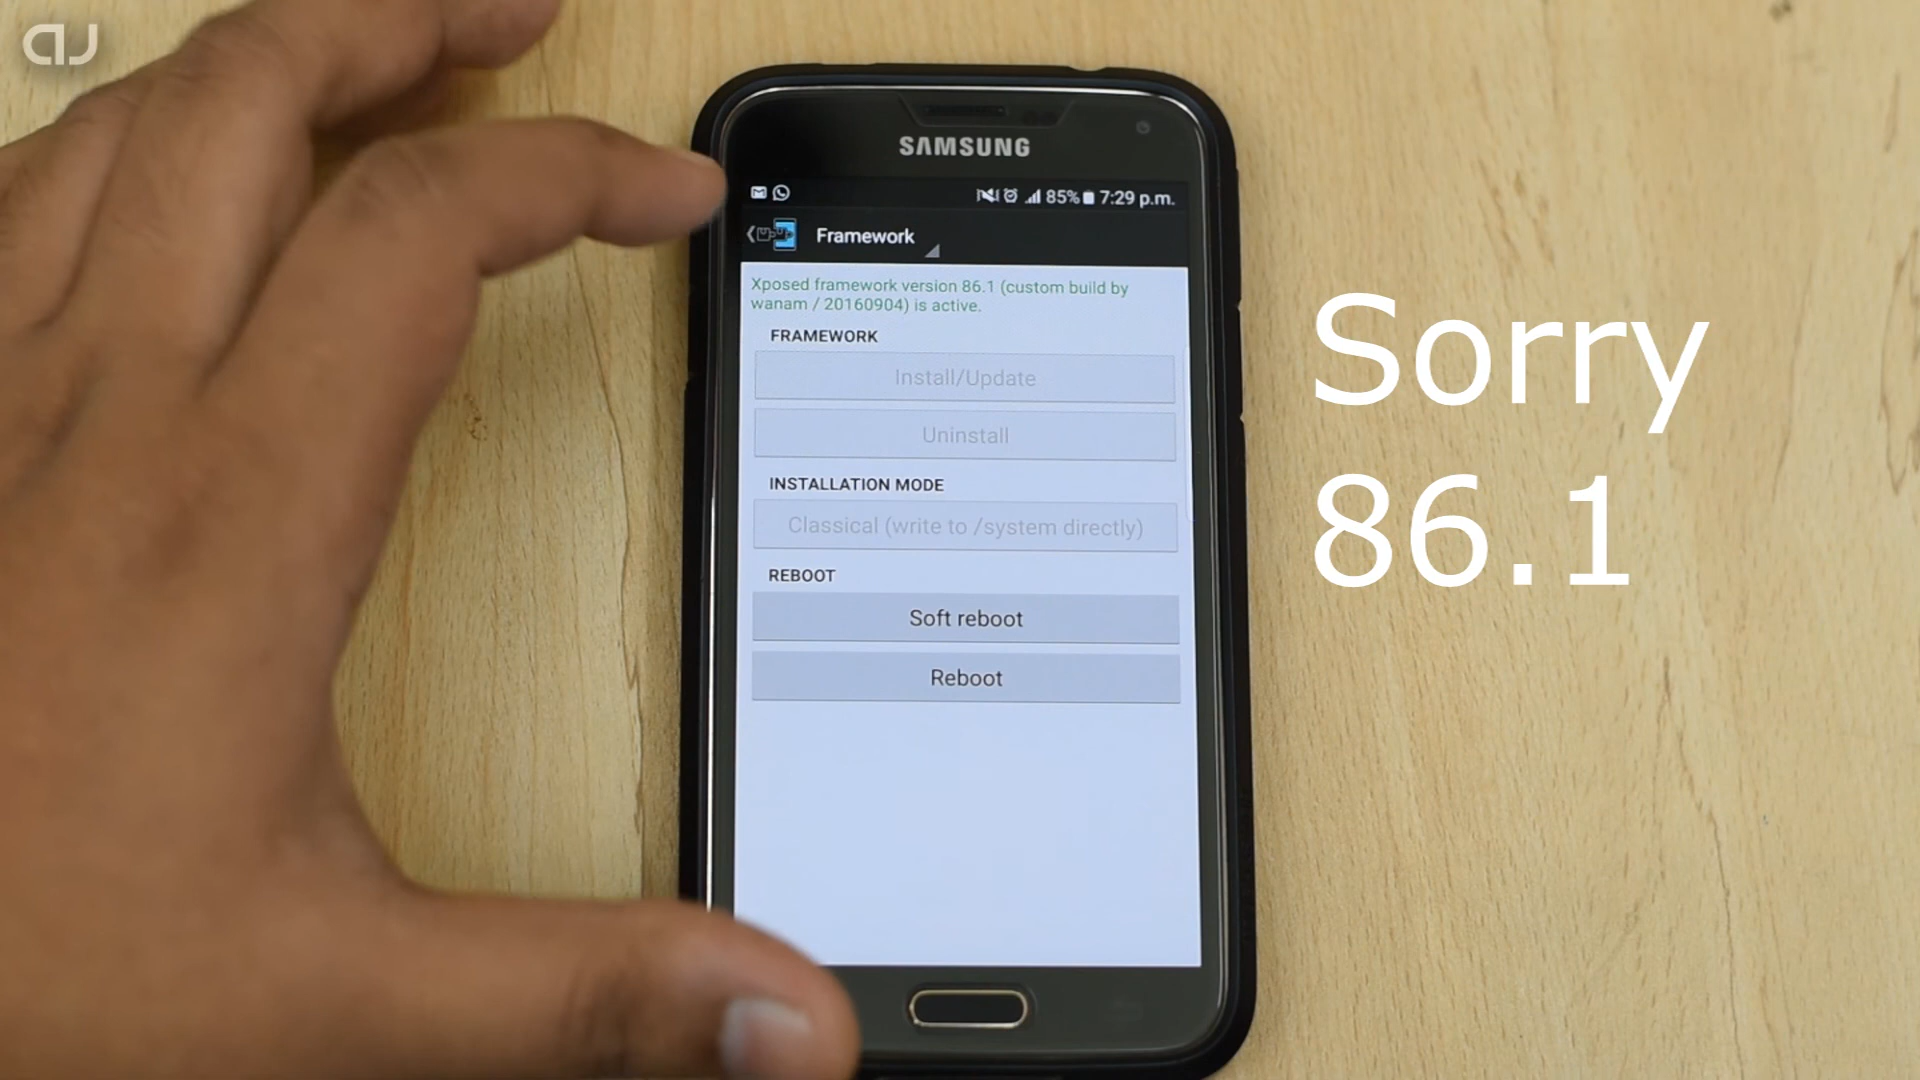 aJ
SAMSUNG
85% 7:29 p.m.
Framework
Xposed framework version 86.1 (custom build by
wanam / 20160904) is active.
FRAMEWORK
Install/Update
Uninstall
INSTALLATION MODE
Classical (write to /system directly)
REBOOT
Soft reboot
Reboot
Sorry
86.1